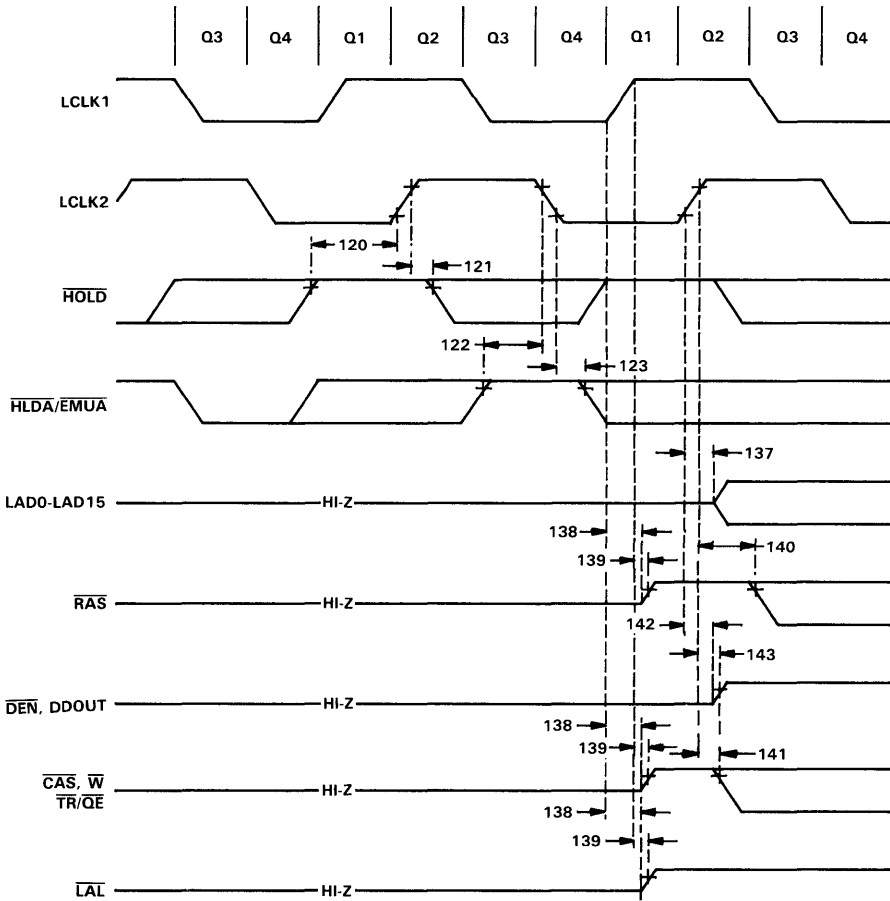 Q3 Q4 Q1 Q2 Q3 Q4 Q1 Q2 Q3 Q4
LCLK1
LCLK2
120
121
HOLD
122
123
HLDA/EMUA
137
LAD0-LAD15 HI-Z
138
140
139
RAS HI-Z
142
143
DEN, DDOUT HI-Z
138
139
141
CAS, W
TR/QE HI-Z
138
139
LAL HI-Z